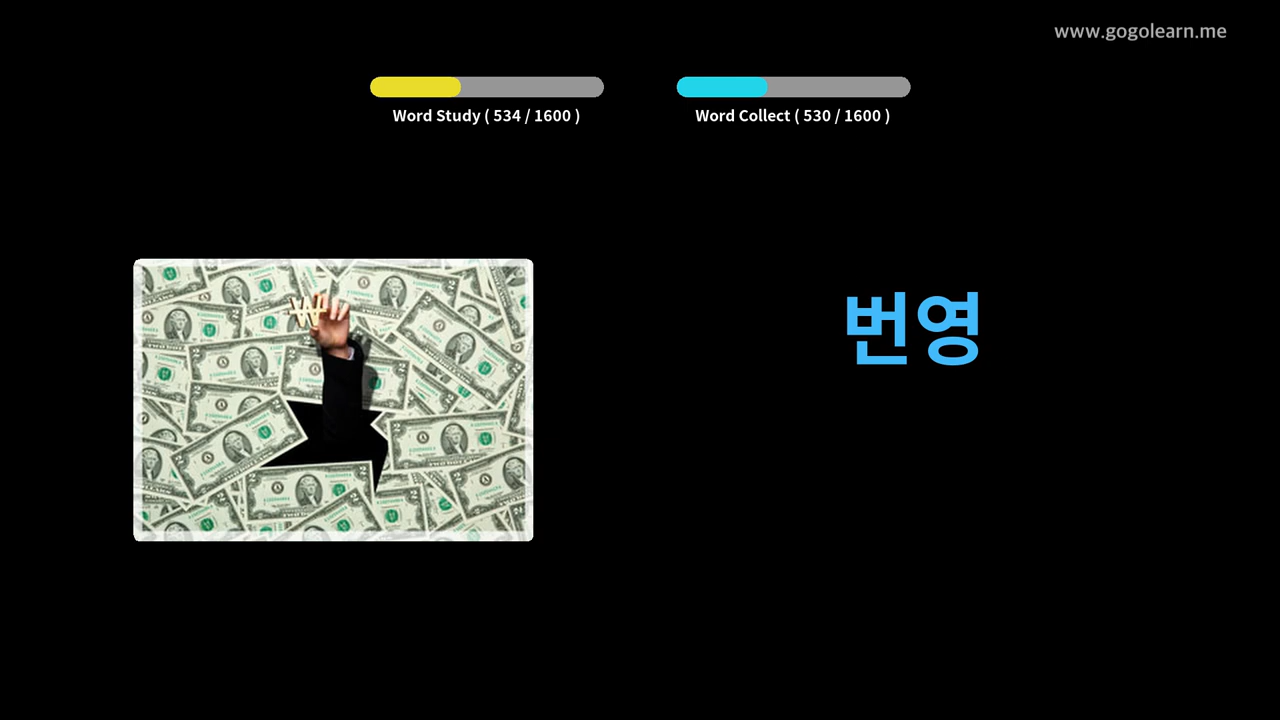 www.gogolearn.me
Word Study ( 534 / 1600 )
Word Collect ( 530 / 1600 )
₩
번영